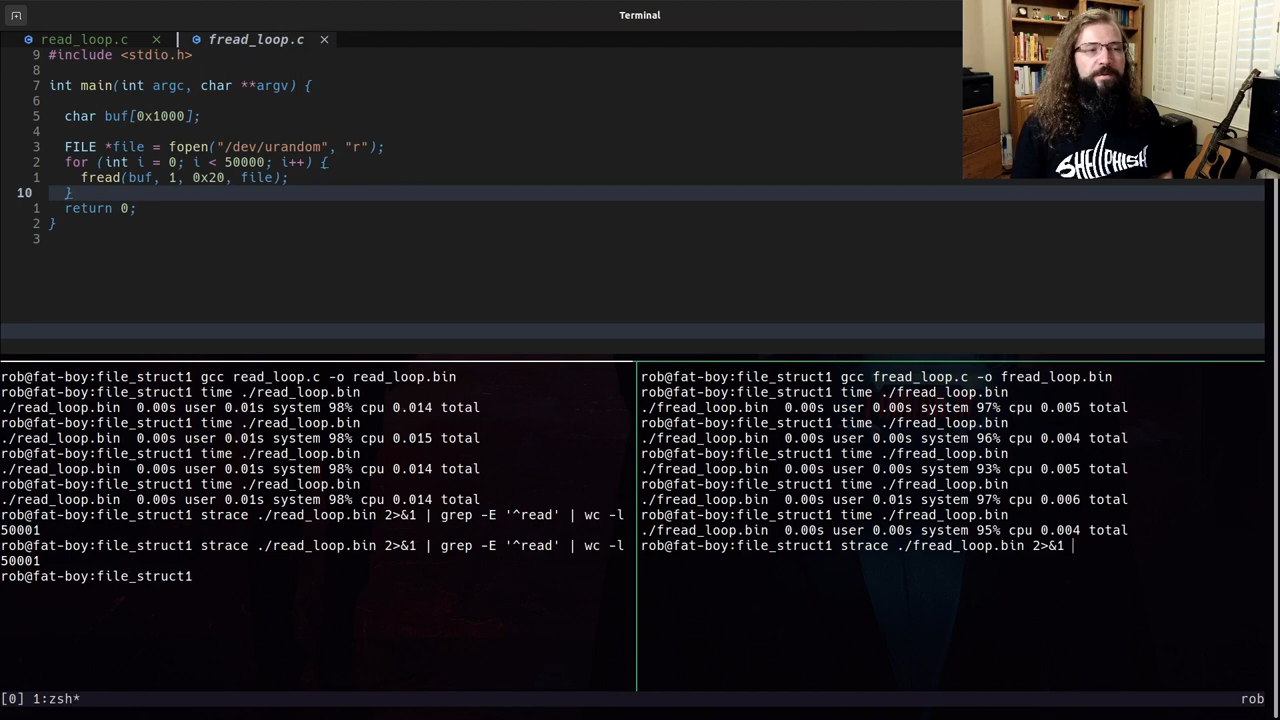 Terminal
read_loop.c × fread_loop.c ×
9 #include <stdio.h>
8
7 int main(int argc, char **argv) {
6
5 char buf[0x1000];
4
3 FILE *file = fopen("/dev/urandom", "r");
2 for (int i = 0; i < 50000; i++) {
1 fread(buf, 1, 0x20, file);
10 }
1 return 0;
2 }
3
SHELLPHISH
rob@fat-boy:file_struct1 gcc read_loop.c -o read_loop.bin
rob@fat-boy:file_struct1 time ./read_loop.bin
./read_loop.bin 0.00s user 0.01s system 98% cpu 0.014 total
rob@fat-boy:file_struct1 time ./read_loop.bin
./read_loop.bin 0.00s user 0.01s system 98% cpu 0.015 total
rob@fat-boy:file_struct1 time ./read_loop.bin
./read_loop.bin 0.00s user 0.01s system 98% cpu 0.014 total
rob@fat-boy:file_struct1 time ./read_loop.bin
./read_loop.bin 0.00s user 0.01s system 98% cpu 0.014 total
rob@fat-boy:file_struct1 strace ./read_loop.bin 2>&1 | grep -E '^read' | wc -l
50001
rob@fat-boy:file_struct1 strace ./read_loop.bin 2>&1 | grep -E '^read' | wc -l
50001
rob@fat-boy:file_struct1
rob@fat-boy:file_struct1 gcc fread_loop.c -o fread_loop.bin
rob@fat-boy:file_struct1 time ./fread_loop.bin
./fread_loop.bin 0.00s user 0.00s system 97% cpu 0.005 total
rob@fat-boy:file_struct1 time ./fread_loop.bin
./fread_loop.bin 0.00s user 0.00s system 96% cpu 0.004 total
rob@fat-boy:file_struct1 time ./fread_loop.bin
./fread_loop.bin 0.00s user 0.00s system 93% cpu 0.005 total
rob@fat-boy:file_struct1 time ./fread_loop.bin
./fread_loop.bin 0.00s user 0.01s system 97% cpu 0.006 total
rob@fat-boy:file_struct1 time ./fread_loop.bin
./fread_loop.bin 0.00s user 0.00s system 95% cpu 0.004 total
rob@fat-boy:file_struct1 strace ./fread_loop.bin 2>&1
[0] 1:zsh* rob